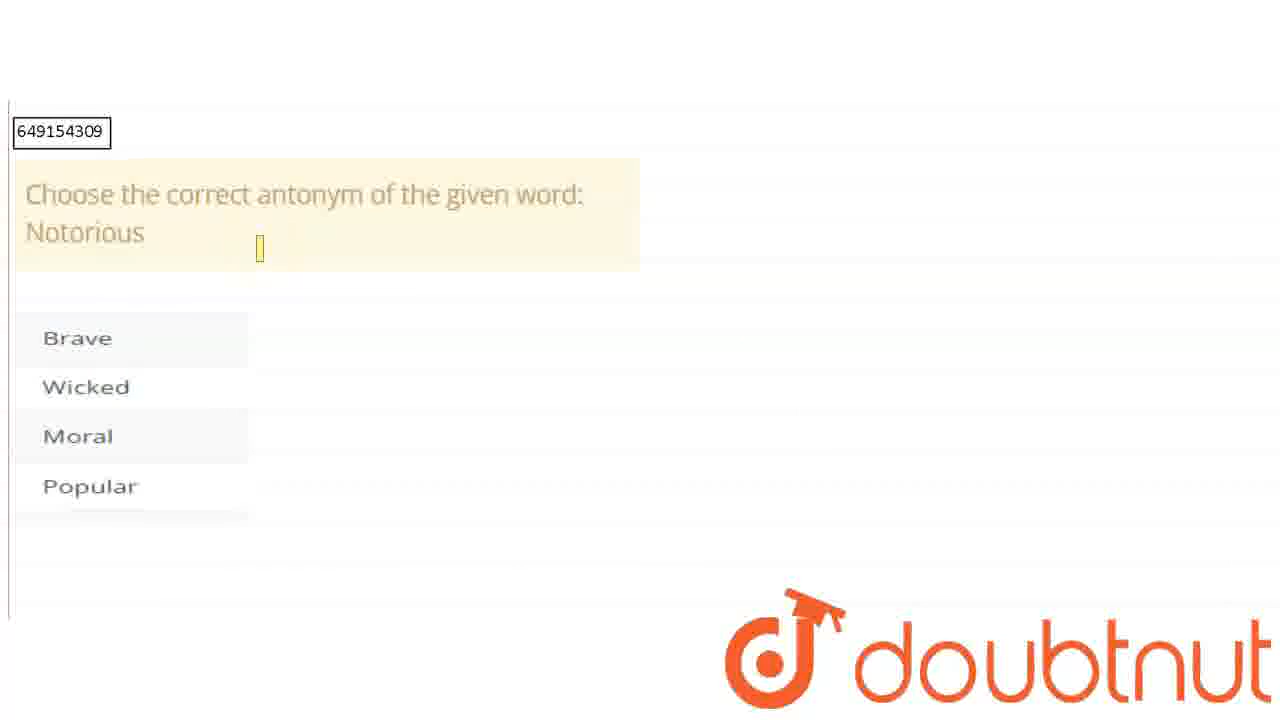 649154309
Choose the correct antonym of the given word:
Notorious
Brave
Wicked
Moral
Popular
doubtnut